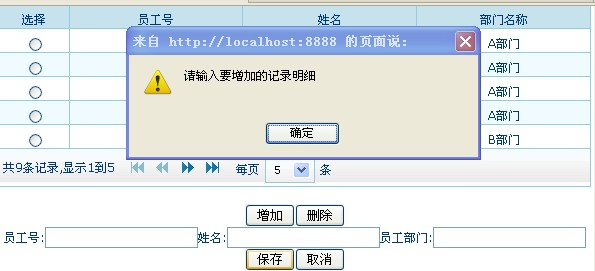 选择 员工号 姓名 部门名称
来自 http://localhost:8888 的页面说:
A部门
请输入要增加的记录明细
A部门
A部门
A部门
确定
B部门
共9条记录,显示1到5 每页 5 条
增加 删除
员工号: 姓名: 员工部门:
保存 取消